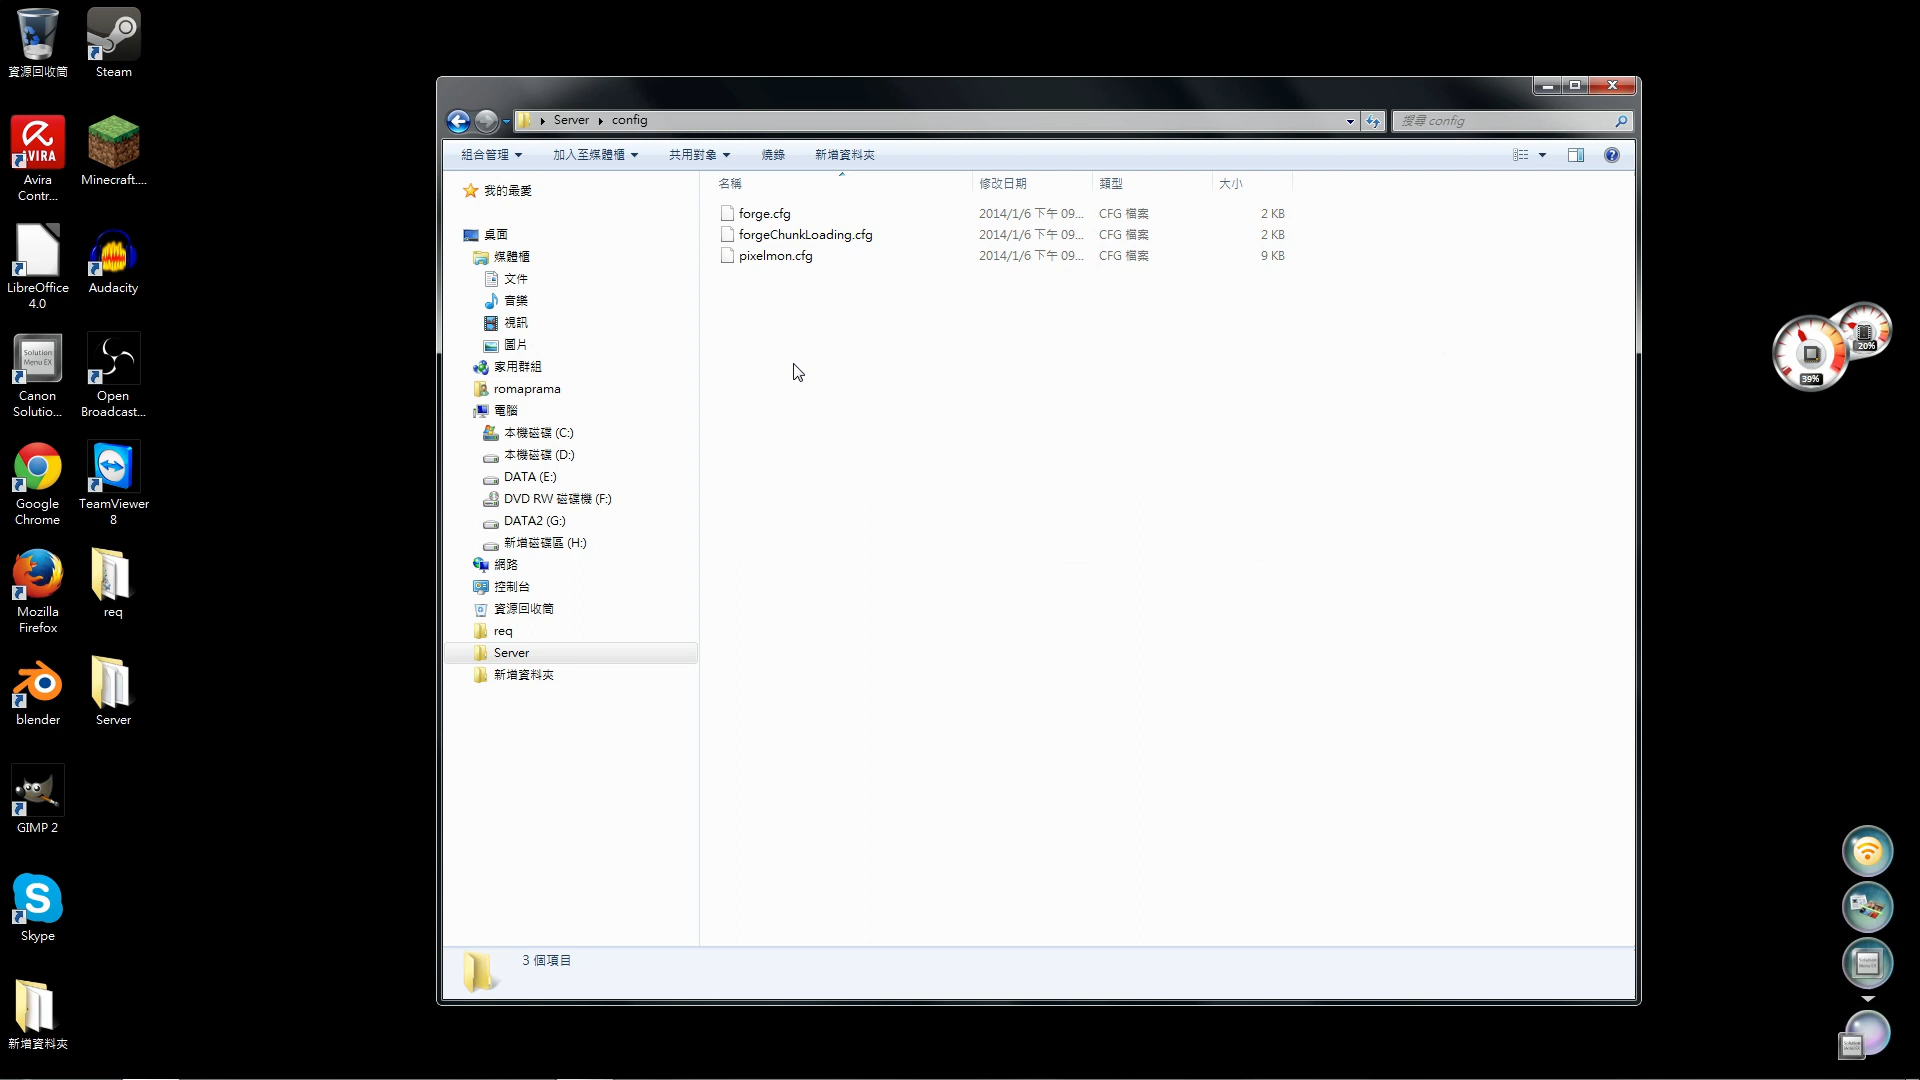 資源回收筒
Steam
AVIRA
Avira
Contr...
Minecraft....
LibreOffice
4.0
Audacity
Solution
Menu EX
Canon
Solutio...
Open
Broadcast...
Google
Chrome
TeamViewer
8
Mozilla
Firefox
req
blender
Server
GIMP 2
Skype
新增資料夾
Server
config
搜尋 config
組合管理
加入至媒體櫃
共用對象
燒錄
新增資料夾
我的最愛
桌面
媒體櫃
文件
音樂
視訊
圖片
家用群組
romaprama
電腦
本機磁碟 (C:)
本機磁碟 (D:)
DATA (E:)
DVD RW 磁碟機 (F:)
DATA2 (G:)
新增磁碟區 (H:)
網路
控制台
資源回收筒
req
Server
新增資料夾
名稱 修改日期 類型 大小
forge.cfg 2014/1/6 下午 09... CFG 檔案 2 KB
forgeChunkLoading.cfg 2014/1/6 下午 09... CFG 檔案 2 KB
pixelmon.cfg 2014/1/6 下午 09... CFG 檔案 9 KB
3 個項目
20%
39%
Solution
Menu EX